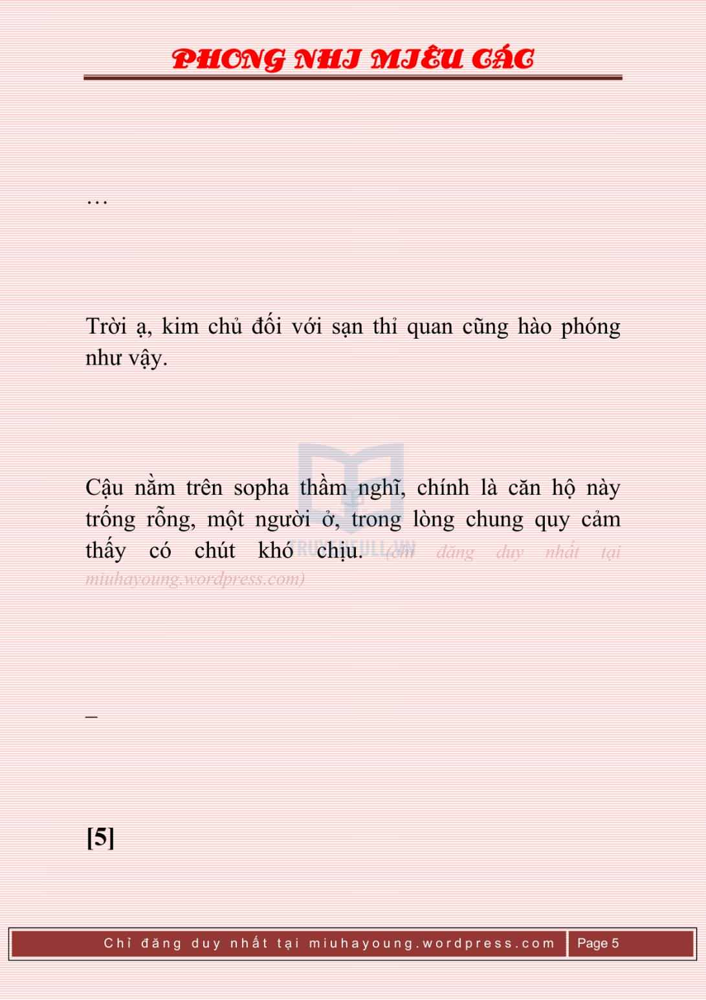 PHONG NHI MIÊU CÁC
…
Trời ạ, kim chủ đối với sạn thỉ quan cũng hào phóng
như vậy.
Cậu nằm trên sopha thầm nghĩ, chính là căn hộ này
trống rỗng, một người ở, trong lòng chung quy cảm
thấy có chút khó chịu. (chỉ đăng duy nhất tại
miuhayoung.wordpress.com)
TRUYENFULL.VN
–
[5]
Chỉ đăng duy nhất tại miuhayoung.wordpress.com Page 5